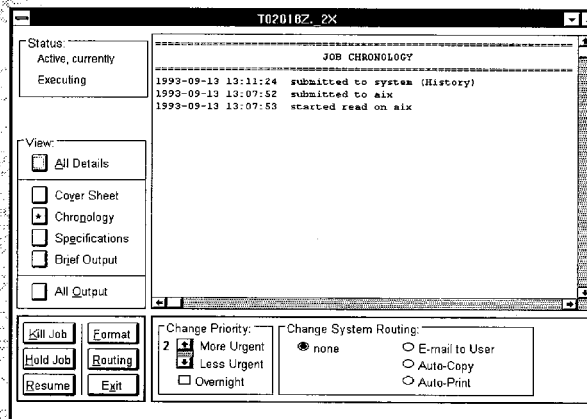 T02018Z._2X
Status:
Active, currently
Executing
JOB CHRONOLOGY
1993-09-13 13:11:24 submitted to system (History)
1993-09-13 13:07:52 submitted to aix
1993-09-13 13:07:53 started read on aix
View:
All Details
Cover Sheet
Chronology
Specifications
Brief Output
All Output
Kill Job
Format
Hold Job
Routing
Resume
Exit
Change Priority:
2 More Urgent
Less Urgent
Overnight
Change System Routing:
none
E-mail to User
Auto-Copy
Auto-Print